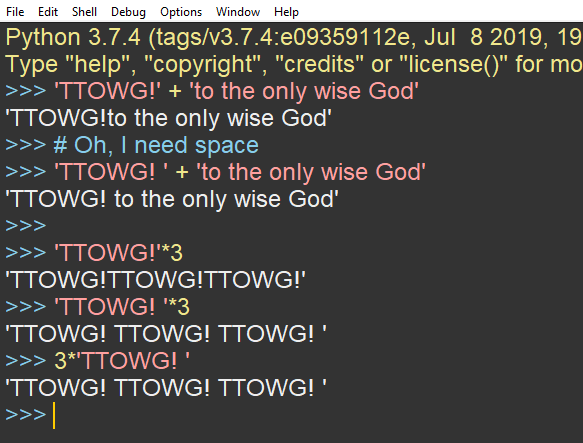 File Edit Shell Debug Options Window Help
Python 3.7.4 (tags/v3.7.4:e09359112e, Jul 8 2019, 19
Type "help", "copyright", "credits" or "license()" for mo
>>> 'TTOWG!' + 'to the only wise God'
'TTOWG!to the only wise God'
>>> # Oh, I need space
>>> 'TTOWG! ' + 'to the only wise God'
'TTOWG! to the only wise God'
>>>
>>> 'TTOWG!'*3
'TTOWG!TTOWG!TTOWG!'
>>> 'TTOWG! '*3
'TTOWG! TTOWG! TTOWG! '
>>> 3*'TTOWG! '
'TTOWG! TTOWG! TTOWG! '
>>>